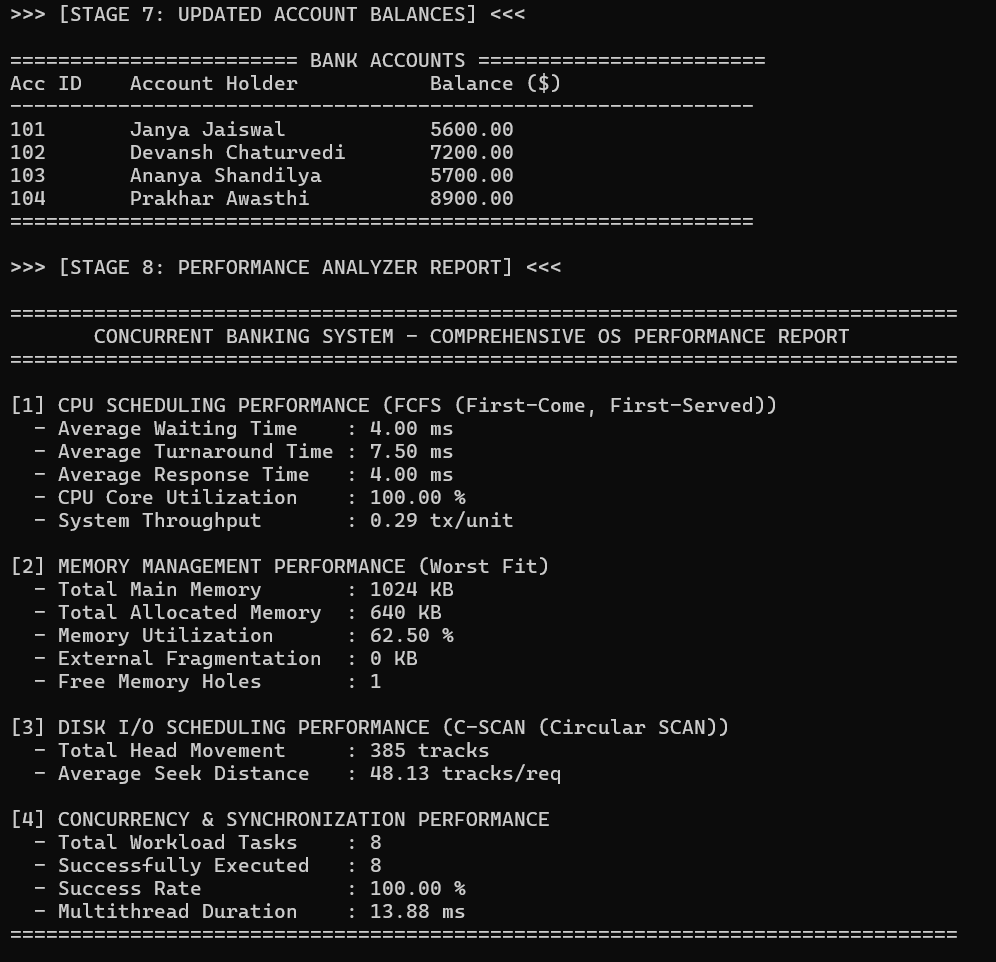 >>> [STAGE 7: UPDATED ACCOUNT BALANCES] <<<
======================== BANK ACCOUNTS ========================
Acc ID    Account Holder           Balance ($)
--------------------------------------------------------------
101       Janya Jaiswal            5600.00
102       Devansh Chaturvedi       7200.00
103       Ananya Shandilya         5700.00
104       Prakhar Awasthi          8900.00
==============================================================
>>> [STAGE 8: PERFORMANCE ANALYZER REPORT] <<<
===============================================================================
       CONCURRENT BANKING SYSTEM - COMPREHENSIVE OS PERFORMANCE REPORT
===============================================================================
[1] CPU SCHEDULING PERFORMANCE (FCFS (First-Come, First-Served))
  - Average Waiting Time    : 4.00 ms
  - Average Turnaround Time : 7.50 ms
  - Average Response Time   : 4.00 ms
  - CPU Core Utilization    : 100.00 %
  - System Throughput       : 0.29 tx/unit
[2] MEMORY MANAGEMENT PERFORMANCE (Worst Fit)
  - Total Main Memory       : 1024 KB
  - Total Allocated Memory  : 640 KB
  - Memory Utilization      : 62.50 %
  - External Fragmentation  : 0 KB
  - Free Memory Holes       : 1
[3] DISK I/O SCHEDULING PERFORMANCE (C-SCAN (Circular SCAN))
  - Total Head Movement     : 385 tracks
  - Average Seek Distance   : 48.13 tracks/req
[4] CONCURRENCY & SYNCHRONIZATION PERFORMANCE
  - Total Workload Tasks    : 8
  - Successfully Executed   : 8
  - Success Rate            : 100.00 %
  - Multithread Duration    : 13.88 ms
===============================================================================